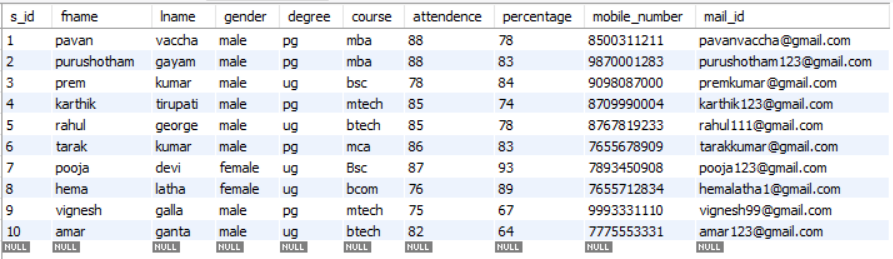 s_id fname lname gender degree course attendence percentage mobile_number mail_id
1 pavan vaccha male pg mba 88 78 8500311211 pavanvaccha@gmail.com
2 purushotham gayam male pg mba 88 83 9870001283 purushotham123@gmail.com
3 prem kumar male ug bsc 78 84 9098087000 premkumar@gmail.com
4 karthik tirupati male pg mtech 85 74 8709990004 karthik123@gmail.com
5 rahul george male ug btech 85 78 8767819233 rahul111@gmail.com
6 tarak kumar male pg mca 86 83 7655678909 tarakkumar@gmail.com
7 pooja devi female ug Bsc 87 93 7893450908 pooja123@gmail.com
8 hema latha female ug bcom 76 89 7655712834 hemalatha1@gmail.com
9 vignesh galla male pg mtech 75 67 9993331110 vignesh99@gmail.com
10 amar ganta male ug btech 82 64 7775553331 amar123@gmail.com
NULL NULL NULL NULL NULL NULL NULL NULL NULL NULL